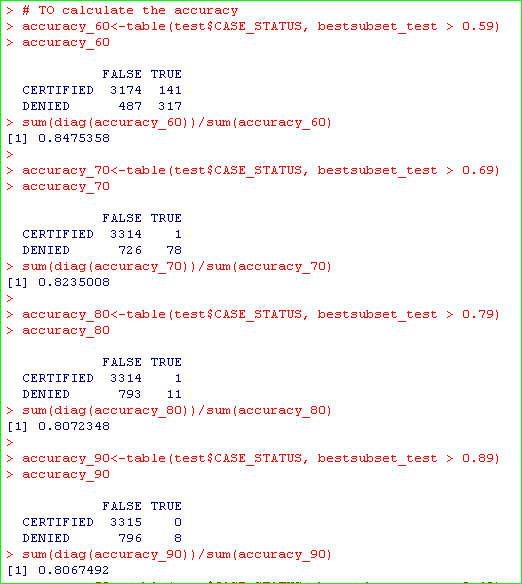 > # TO calculate the accuracy
> accuracy_60<-table(test$CASE_STATUS, bestsubset_test > 0.59)
> accuracy_60
FALSE TRUE
CERTIFIED 3174 141
DENIED 487 317
> sum(diag(accuracy_60))/sum(accuracy_60)
[1] 0.8475358
>
> accuracy_70<-table(test$CASE_STATUS, bestsubset_test > 0.69)
> accuracy_70
FALSE TRUE
CERTIFIED 3314 1
DENIED 726 78
> sum(diag(accuracy_70))/sum(accuracy_70)
[1] 0.8235008
>
> accuracy_80<-table(test$CASE_STATUS, bestsubset_test > 0.79)
> accuracy_80
FALSE TRUE
CERTIFIED 3314 1
DENIED 793 11
> sum(diag(accuracy_80))/sum(accuracy_80)
[1] 0.8072348
>
> accuracy_90<-table(test$CASE_STATUS, bestsubset_test > 0.89)
> accuracy_90
FALSE TRUE
CERTIFIED 3315 0
DENIED 796 8
> sum(diag(accuracy_90))/sum(accuracy_90)
[1] 0.8067492